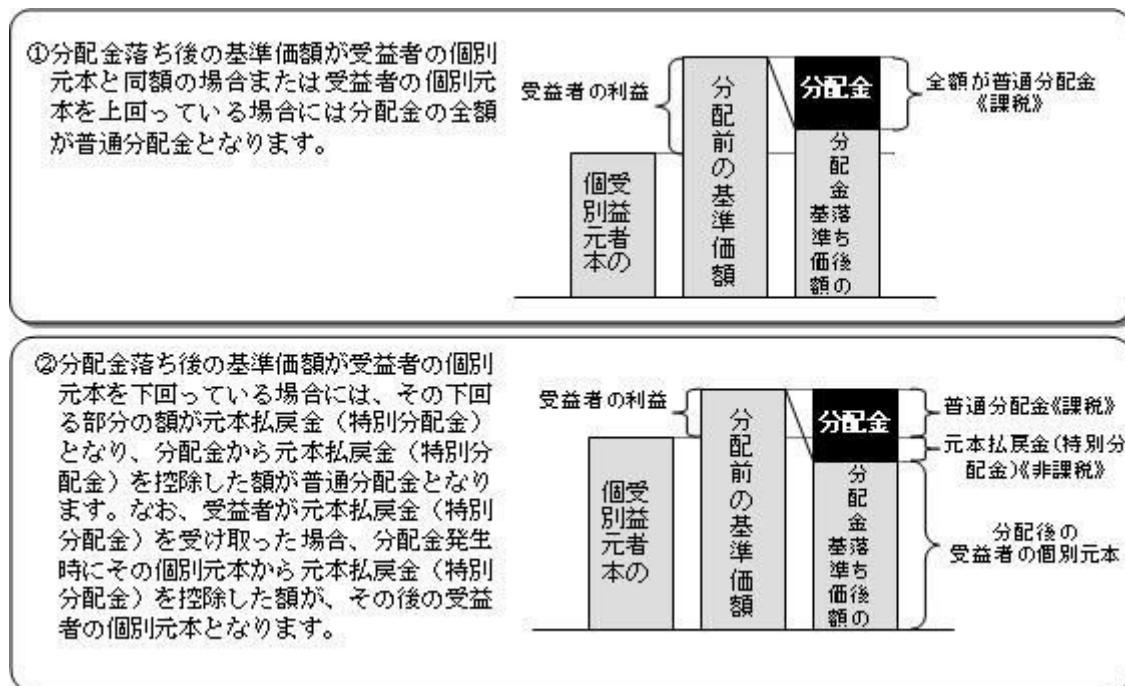 ①分配金落ち後の基準価額が受益者の個別
元本と同額の場合または受益者の個別元
本を上回っている場合には分配金の全額
が普通分配金となります。
受益者の利益
受益者の
個別元本
分配前の基準価額
分配金
分配金落ち後の
基準価額
全額が普通分配金
《課税》
②分配金落ち後の基準価額が受益者の個別
元本を下回っている場合には、その下回
る部分の額が元本払戻金（特別分配金）
となり、分配金から元本払戻金（特別分
配金）を控除した額が普通分配金となり
ます。なお、受益者が元本払戻金（特別
分配金）を受け取った場合、分配金発生
時にその個別元本から元本払戻金（特別
分配金）を控除した額が、その後の受益
者の個別元本となります。
受益者の利益
受益者の
個別元本
分配前の基準価額
分配金
分配金落ち後の
基準価額
普通分配金《課税》
元本払戻金(特別分
配金)《非課税》
分配後の
受益者の個別元本